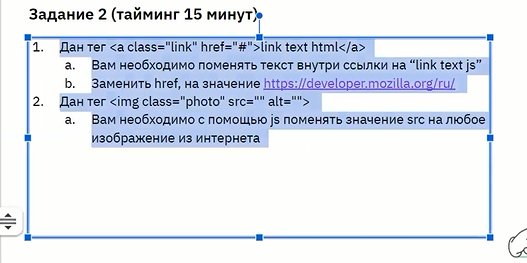 Задание 2 (тайминг 15 минут)
1. Дан тег <a class="link" href="#">link text html</a>
a. Вам необходимо поменять текст внутри ссылки на “link text js”
b. Заменить href, на значение https://developer.mozilla.org/ru/
2. Дан тег <img class="photo" src="" alt="">
a. Вам необходимо с помощью js поменять значение src на любое
изображение из интернета